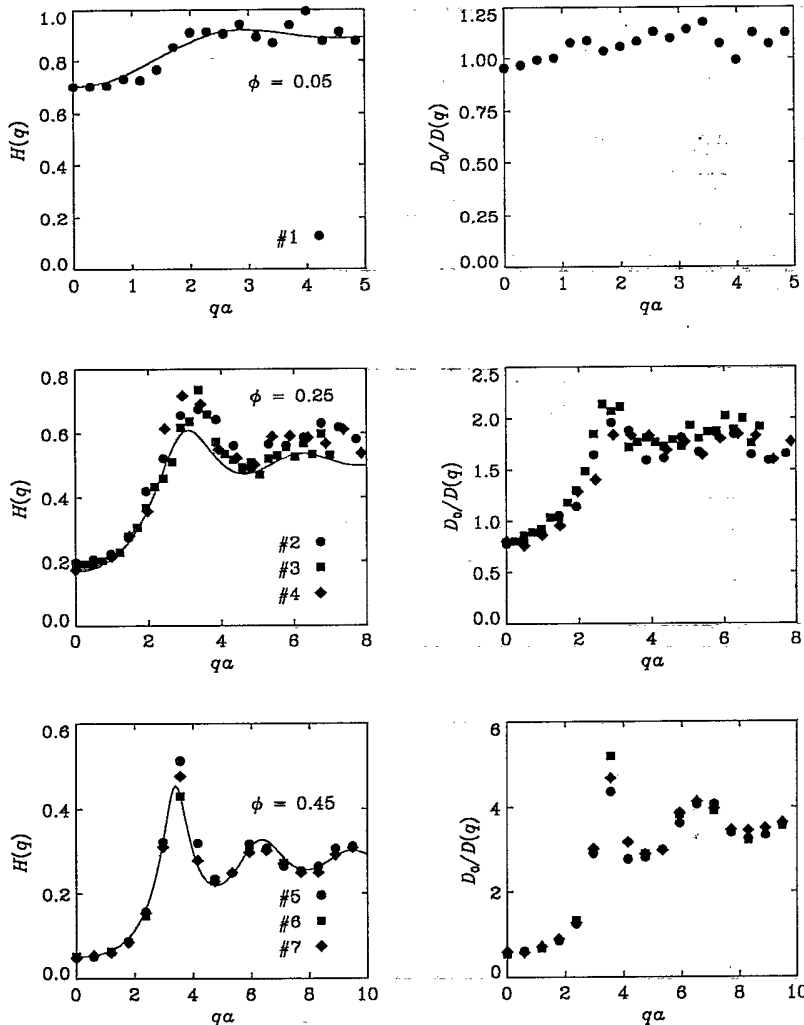 1.0
0.8
0.6
0.4
0.2
0.0
H(q)
ϕ = 0.05
#1
0 1 2 3 4 5
qa
1.25
1.00
0.75
0.50
1.25
0.00
D₀/D(q)
0 1 2 3 4 5
qa
0.8
0.6
0.4
0.2
0.0
H(q)
ϕ = 0.25
#2
#3
#4
0 2 4 6 8
qa
2.5
2.0
1.5
1.0
0.5
0.0
D₀/D(q)
0 2 4 6 8
qa
0.6
0.4
0.2
0.0
H(q)
ϕ = 0.45
#5
#6
#7
0 2 4 6 8 10
qa
6
4
2
0
D₀/D(q)
0 2 4 6 8 10
qa